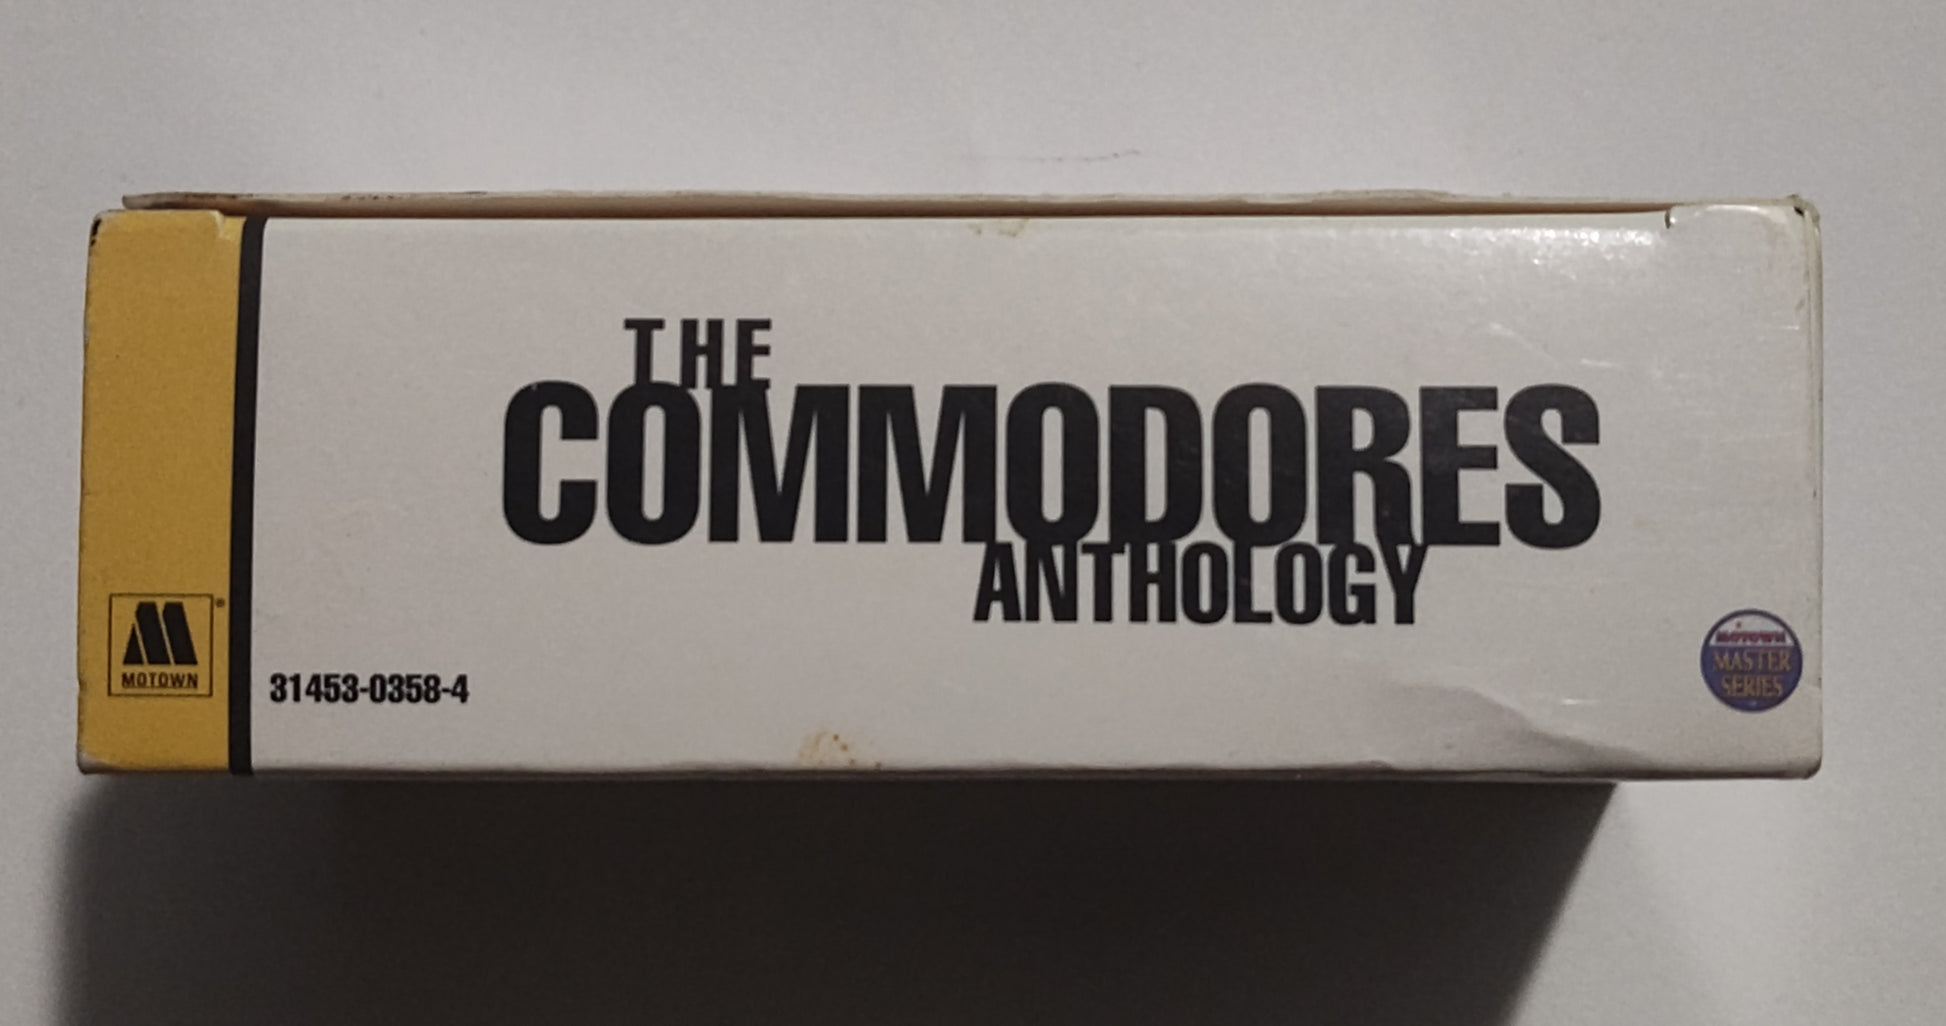 THE
COMMODORES
ANTHOLOGY
MOTOWN
®
31453-0358-4
MOTOWN
MASTER
SERIES